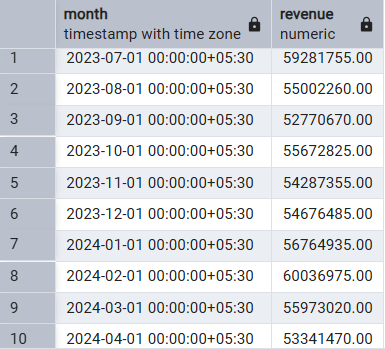 month revenue
timestamp with time zone numeric
1 2023-07-01 00:00:00+05:30 59281755.00
2 2023-08-01 00:00:00+05:30 55002260.00
3 2023-09-01 00:00:00+05:30 52770670.00
4 2023-10-01 00:00:00+05:30 55672825.00
5 2023-11-01 00:00:00+05:30 54287355.00
6 2023-12-01 00:00:00+05:30 54676485.00
7 2024-01-01 00:00:00+05:30 56764935.00
8 2024-02-01 00:00:00+05:30 60036975.00
9 2024-03-01 00:00:00+05:30 55973020.00
10 2024-04-01 00:00:00+05:30 53341470.00